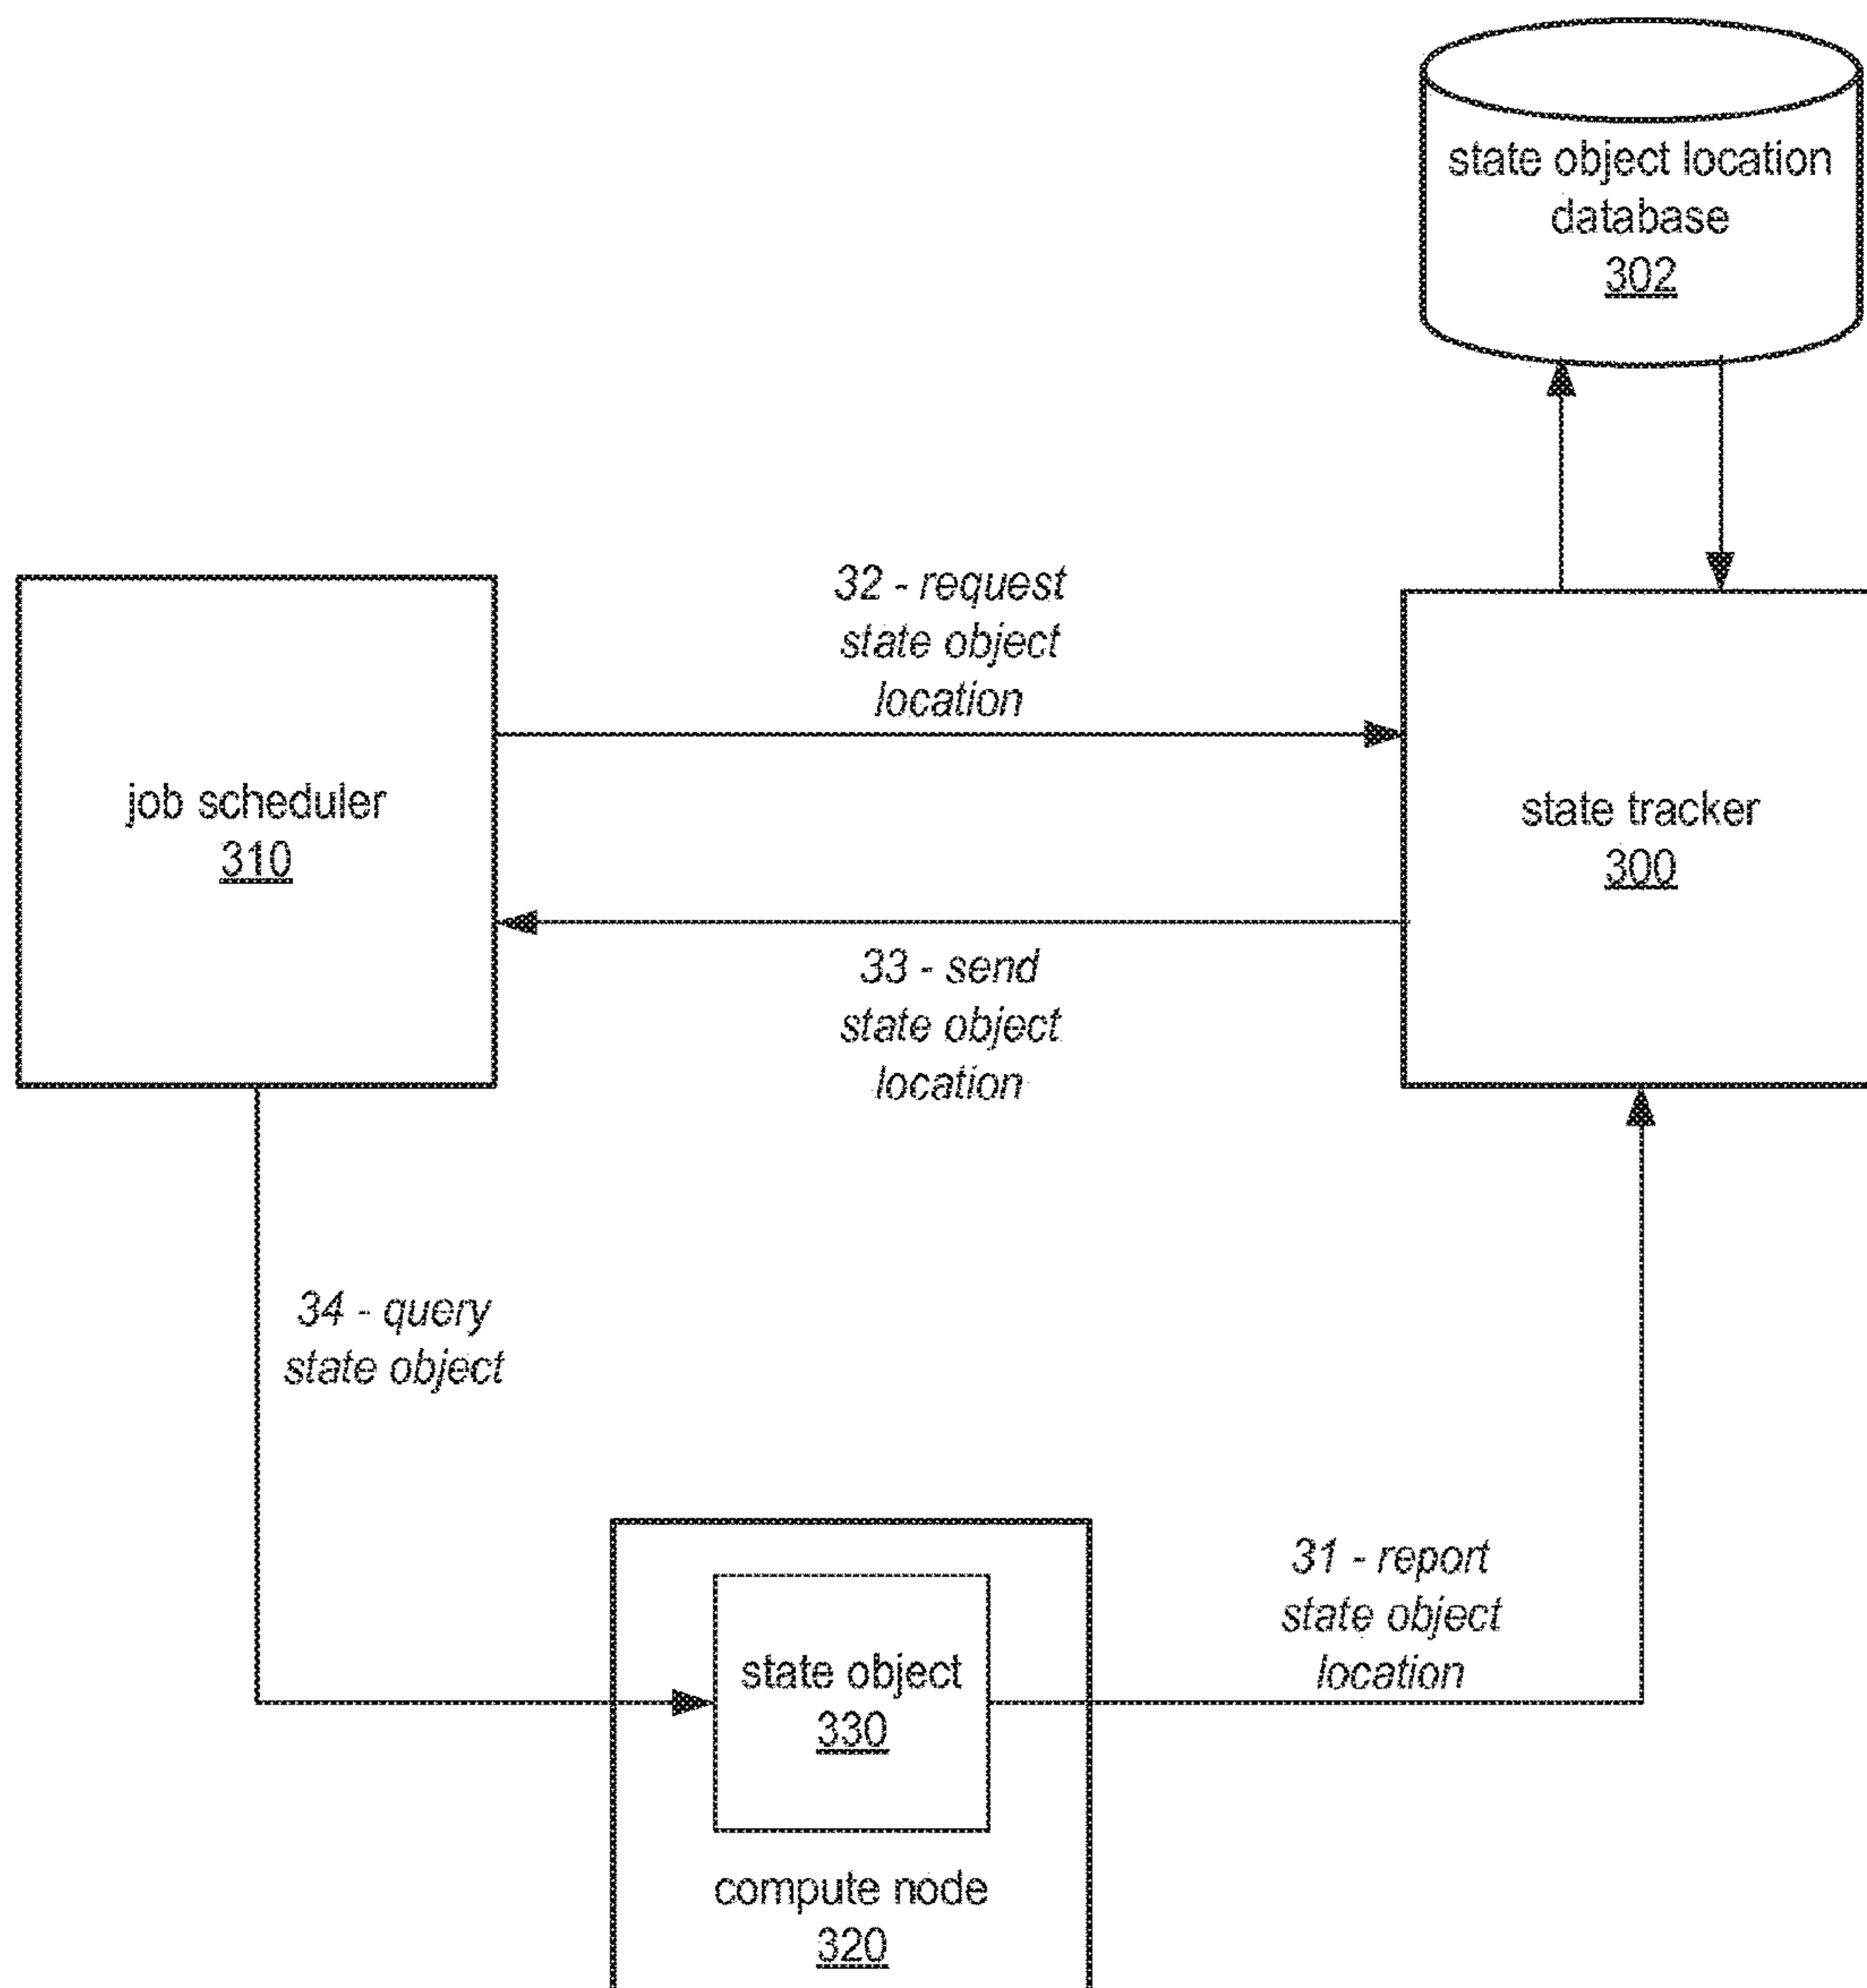 state object location
database
302
32 - request
state object
location
job scheduler
310
state tracker
300
33 - send
state object
location
34 - query
state object
31 - report
state object
location
state object
330
compute node
320